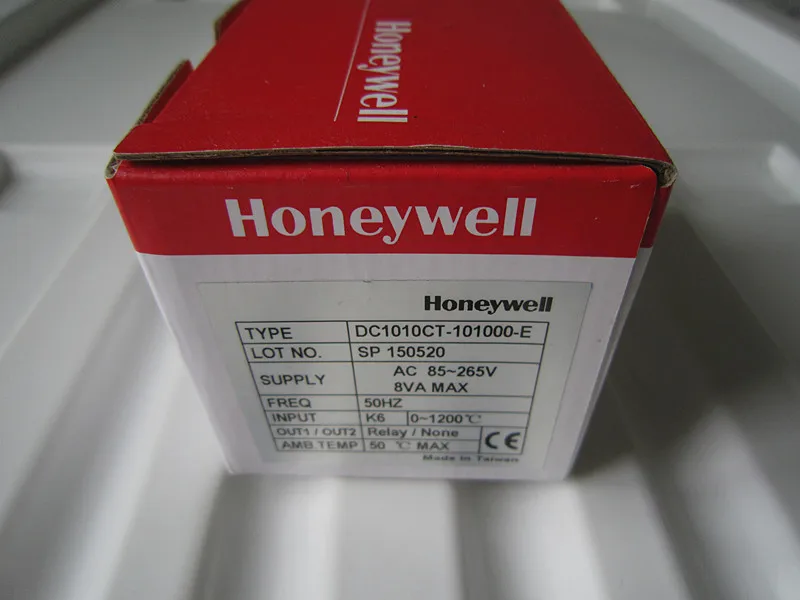 Honeywell
Honeywell
Honeywell
TYPE DC1010CT-101000-E
LOT NO. SP 150520
SUPPLY AC 85~265V
8VA MAX
FREQ 50HZ
INPUT K6 0~1200℃
OUT1 / OUT2 Relay / None
AMB.TEMP 50 ℃ MAX CE
Made In Taiwan